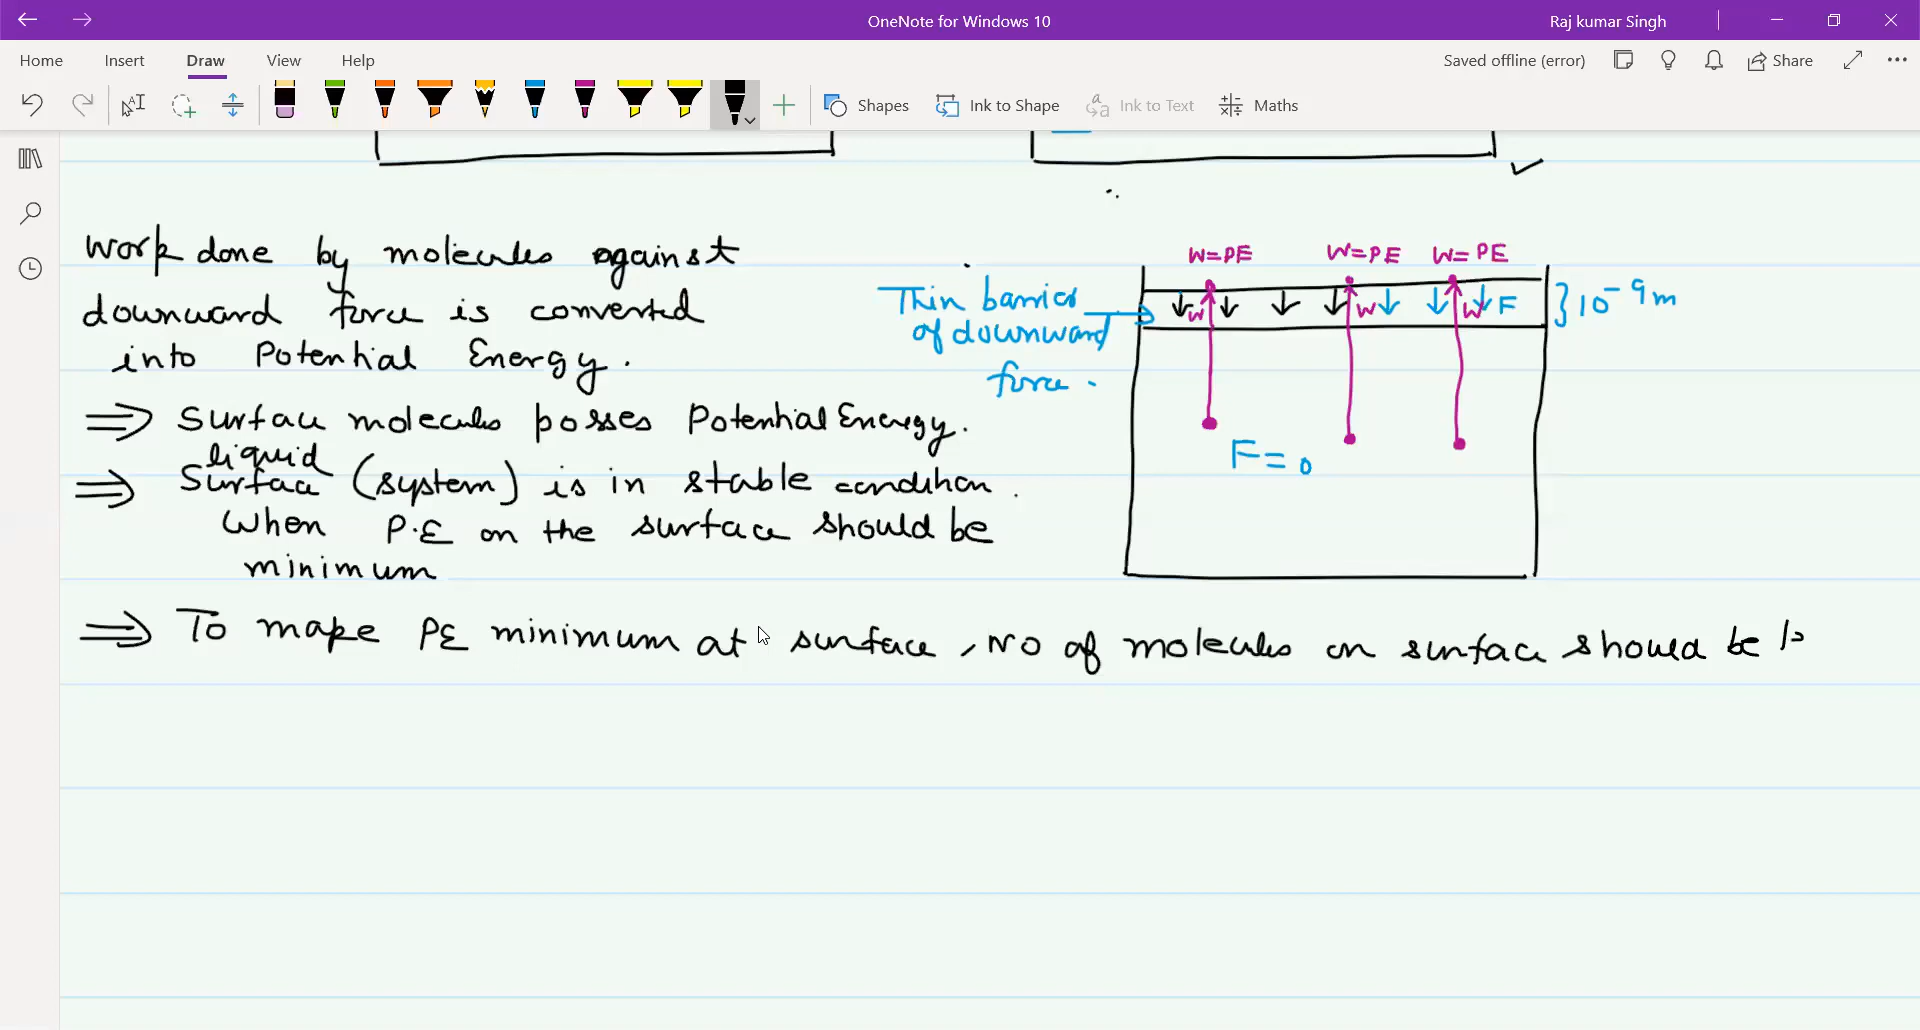 OneNote for Windows 10
Raj kumar Singh
Home Insert Draw View Help
Saved offline (error) Share
Shapes Ink to Shape Ink to Text Maths
Work done by molecules against
downward force is converted
into Potential Energy.
⇒ Surface molecules posses Potential Energy.
liquid
⇒ Surface (system) is in stable condition.
When P.E on the surface should be
minimum
⇒ To make PE minimum at surface, NO of molecules on surface should be
W=PE W=PE W=PE
Thin barrier
of downward
force.
W W W F
} 10⁻⁹m
F=0